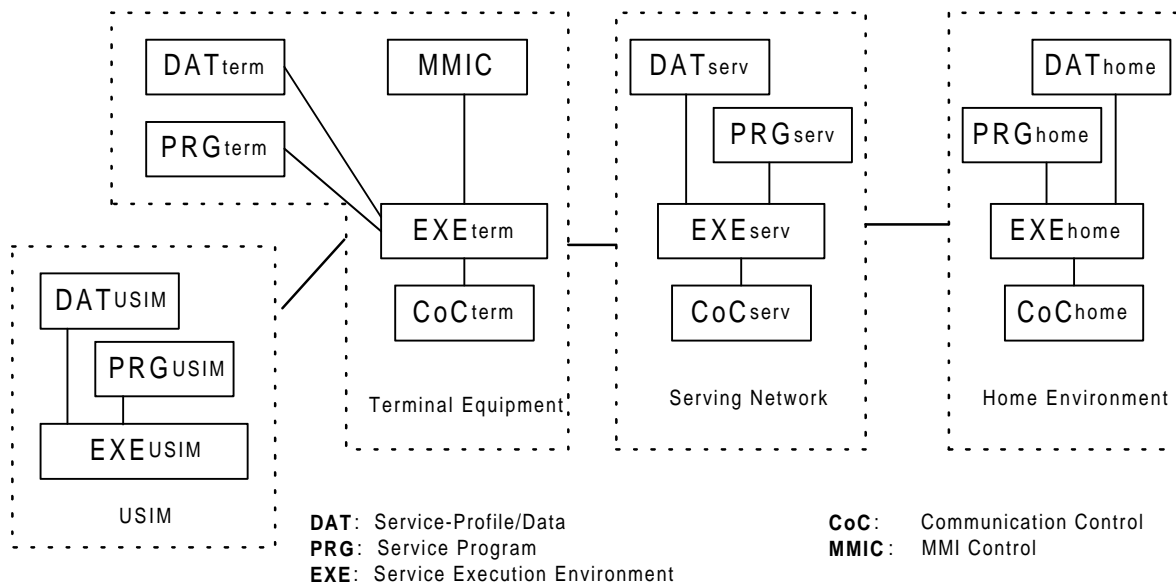 DATterm
MMIC
DATserv
DAThome
PRGterm
PRGserv
PRGhome
EXEterm
EXEserv
EXEhome
DATUSIM
CoCterm
CoCserv
CoChome
PRGUSIM
Terminal Equipment
Serving Network
Home Environment
EXEUSIM
USIM
DAT: Service-Profile/Data
PRG: Service Program
EXE: Service Execution Environment
CoC: Communication Control
MMIC: MMI Control